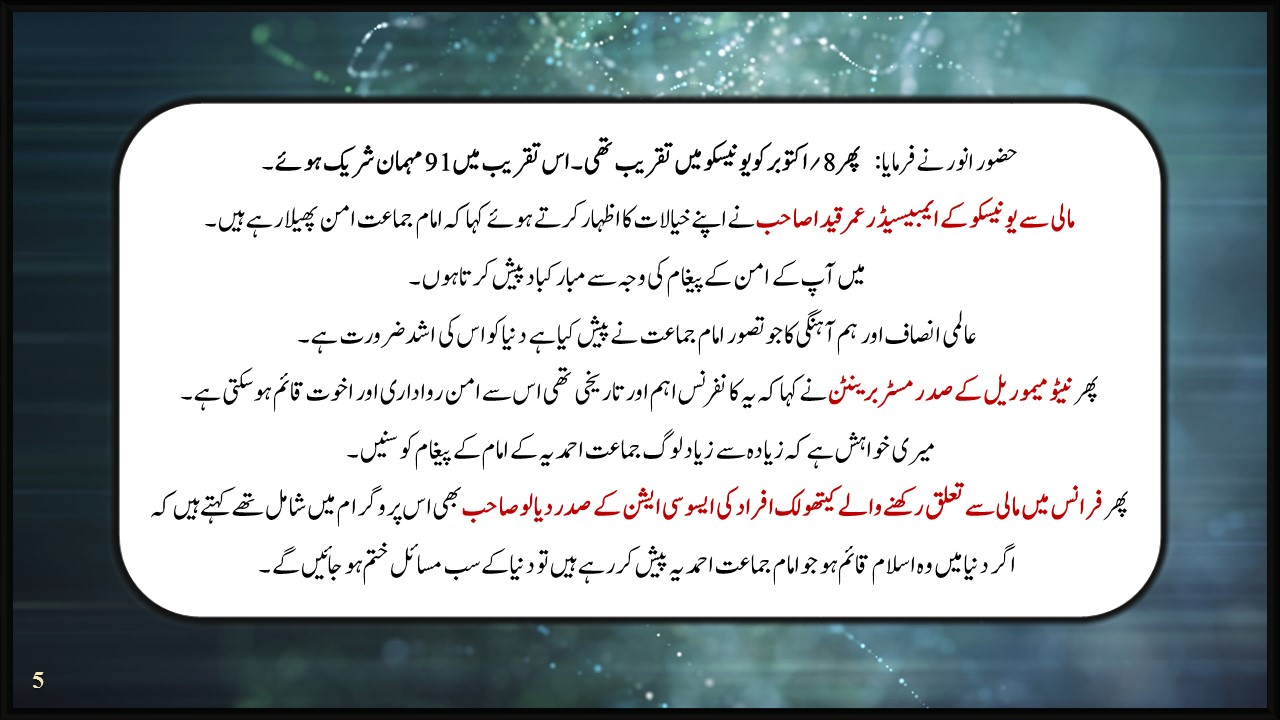 حضور انور نے فرمایا: پھر 8؍اکتوبر کو یونیسکو میں تقریب تھی۔ اس تقریب میں 91 مہمان شریک ہوئے۔
مالی سے یونیسکو کے ایمبیسیڈر عمر قیدا صاحب نے اپنے خیالات کا اظہار کرتے ہوئے کہا کہ امام جماعت امن پھیلا رہے ہیں۔
میں آپ کے امن کے پیغام کی وجہ سے مبارکباد پیش کرتا ہوں۔
عالمی انصاف اور ہم آہنگی کا جو تصور امام جماعت نے پیش کیا ہے دنیا کو اس کی اشد ضرورت ہے۔
پھر نیٹو میموریل کے صدر مسٹر برینٹن نے کہا کہ یہ کانفرنس اہم اور تاریخی تھی اس سے امن رواداری اور اخوت قائم ہو سکتی ہے۔
میری خواہش ہے کہ زیادہ سے زیاد لوگ جماعت احمدیہ کے امام کے پیغام کو سنیں۔
پھر فرانس میں مالی سے تعلق رکھنے والے کیتھولک افراد کی ایسوسی ایشن کے صدر دیالو صاحب بھی اس پروگرام میں شامل تھے کہتے ہیں کہ
اگر دنیا میں وہ اسلام قائم ہو جو امام جماعت احمدیہ پیش کر رہے ہیں تو دنیا کے سب مسائل ختم ہو جائیں گے۔
5